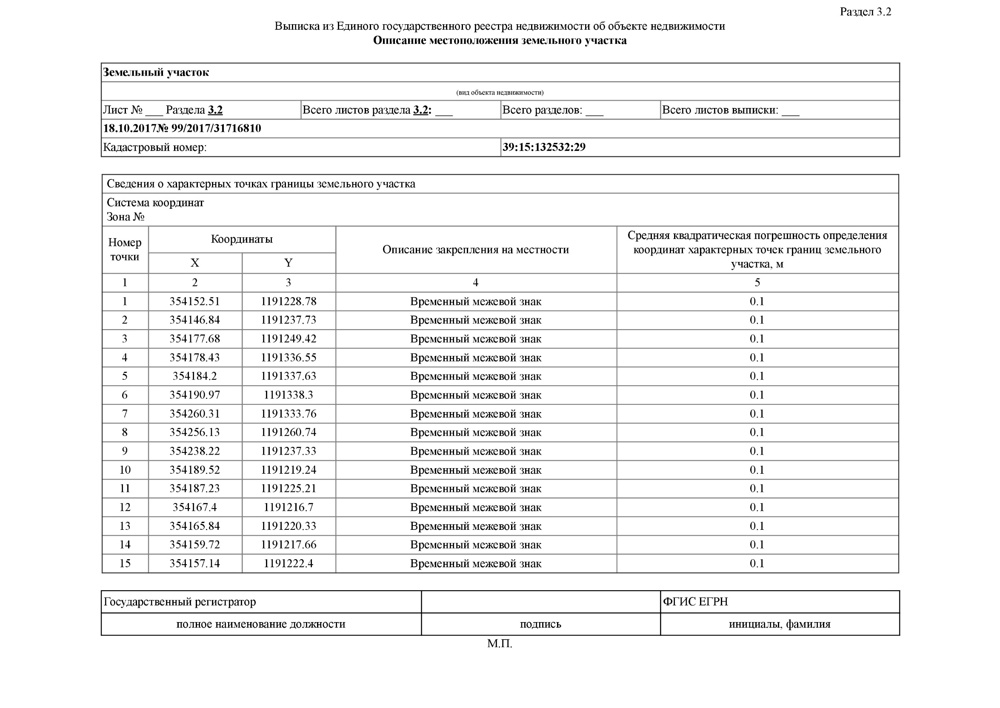 Раздел 3.2
Выписка из Единого государственного реестра недвижимости об объекте недвижимости
Описание местоположения земельного участка
Земельный участок
(вид объекта недвижимости)
Лист № ___ Раздела 3.2 Всего листов раздела 3.2: ___ Всего разделов: ___ Всего листов выписки: ___
18.10.2017№ 99/2017/31716810
Кадастровый номер: 39:15:132532:29
Сведения о характерных точках границы земельного участка
Система координат
Зона №
Номер точки Координаты Описание закрепления на местности Средняя квадратическая погрешность определения координат характерных точек границ земельного участка, м
X Y
1 2 3 4 5
1 354152.51 1191228.78 Временный межевой знак 0.1
2 354146.84 1191237.73 Временный межевой знак 0.1
3 354177.68 1191249.42 Временный межевой знак 0.1
4 354178.43 1191336.55 Временный межевой знак 0.1
5 354184.2 1191337.63 Временный межевой знак 0.1
6 354190.97 1191338.3 Временный межевой знак 0.1
7 354260.31 1191333.76 Временный межевой знак 0.1
8 354256.13 1191260.74 Временный межевой знак 0.1
9 354238.22 1191237.33 Временный межевой знак 0.1
10 354189.52 1191219.24 Временный межевой знак 0.1
11 354187.23 1191225.21 Временный межевой знак 0.1
12 354167.4 1191216.7 Временный межевой знак 0.1
13 354165.84 1191220.33 Временный межевой знак 0.1
14 354159.72 1191217.66 Временный межевой знак 0.1
15 354157.14 1191222.4 Временный межевой знак 0.1
Государственный регистратор ФГИС ЕГРН
полное наименование должности подпись инициалы, фамилия
М.П.